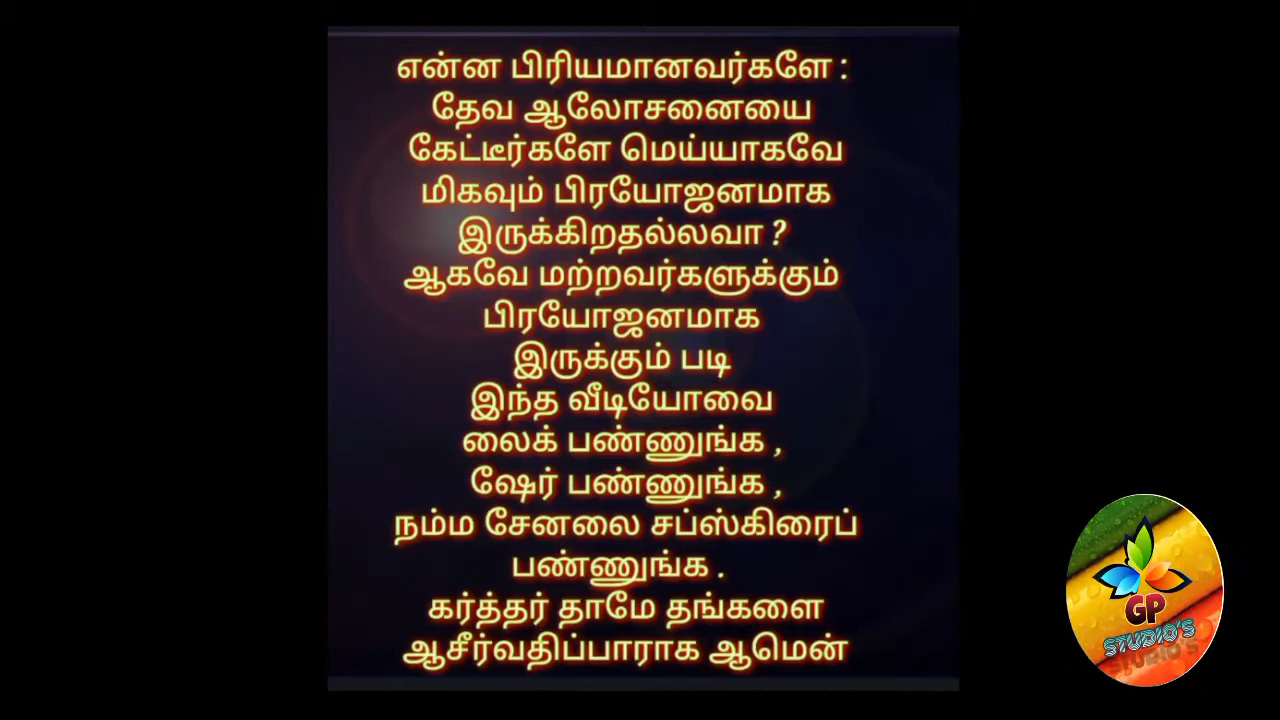 என்ன பிரியமானவர்களே :
தேவ ஆலோசனையை
கேட்டீர்களே மெய்யாகவே
மிகவும் பிரயோஜனமாக
இருக்கிறதல்லவா ?
ஆகவே மற்றவர்களுக்கும்
பிரயோஜனமாக
இருக்கும் படி
இந்த வீடியோவை
லைக் பண்ணுங்க ,
ஷேர் பண்ணுங்க ,
நம்ம சேனலை சப்ஸ்கிரைப்
பண்ணுங்க .
கர்த்தர் தாமே தங்களை
ஆசீர்வதிப்பாராக ஆமென்
GP
STUDIO'S